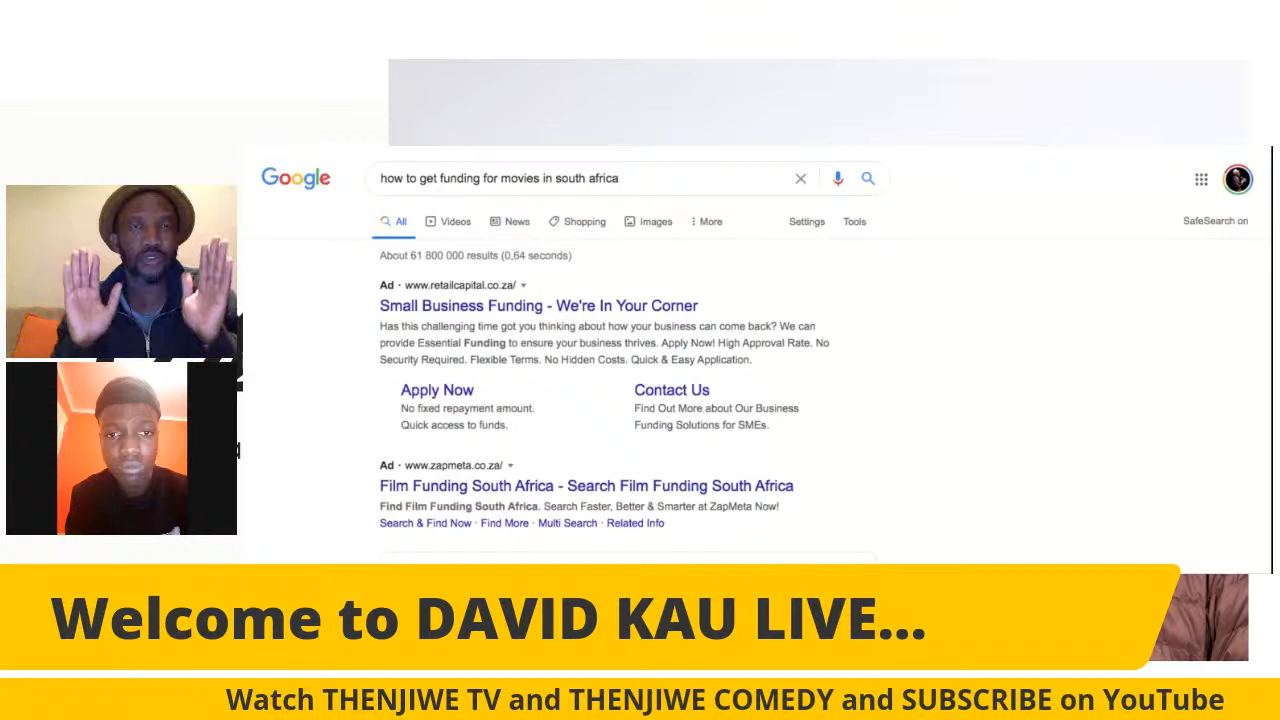 Google
how to get funding for movies in south africa
All Videos News Shopping Images More Settings Tools
SafeSearch on
About 61 800 000 results (0,64 seconds)
Ad · www.retailcapital.co.za/
Small Business Funding - We're In Your Corner
Has this challenging time got you thinking about how your business can come back? We can
provide Essential Funding to ensure your business thrives. Apply Now! High Approval Rate. No
Security Required. Flexible Terms. No Hidden Costs. Quick & Easy Application.
Apply Now
No fixed repayment amount.
Quick access to funds.
Contact Us
Find Out More about Our Business
Funding Solutions for SMEs.
Ad · www.zapmeta.co.za/
Film Funding South Africa - Search Film Funding South Africa
Find Film Funding South Africa. Search Faster, Better & Smarter at ZapMeta Now!
Search & Find Now · Find More · Multi Search · Related Info
Welcome to DAVID KAU LIVE...
Watch THENJIWE TV and THENJIWE COMEDY and SUBSCRIBE on YouTube